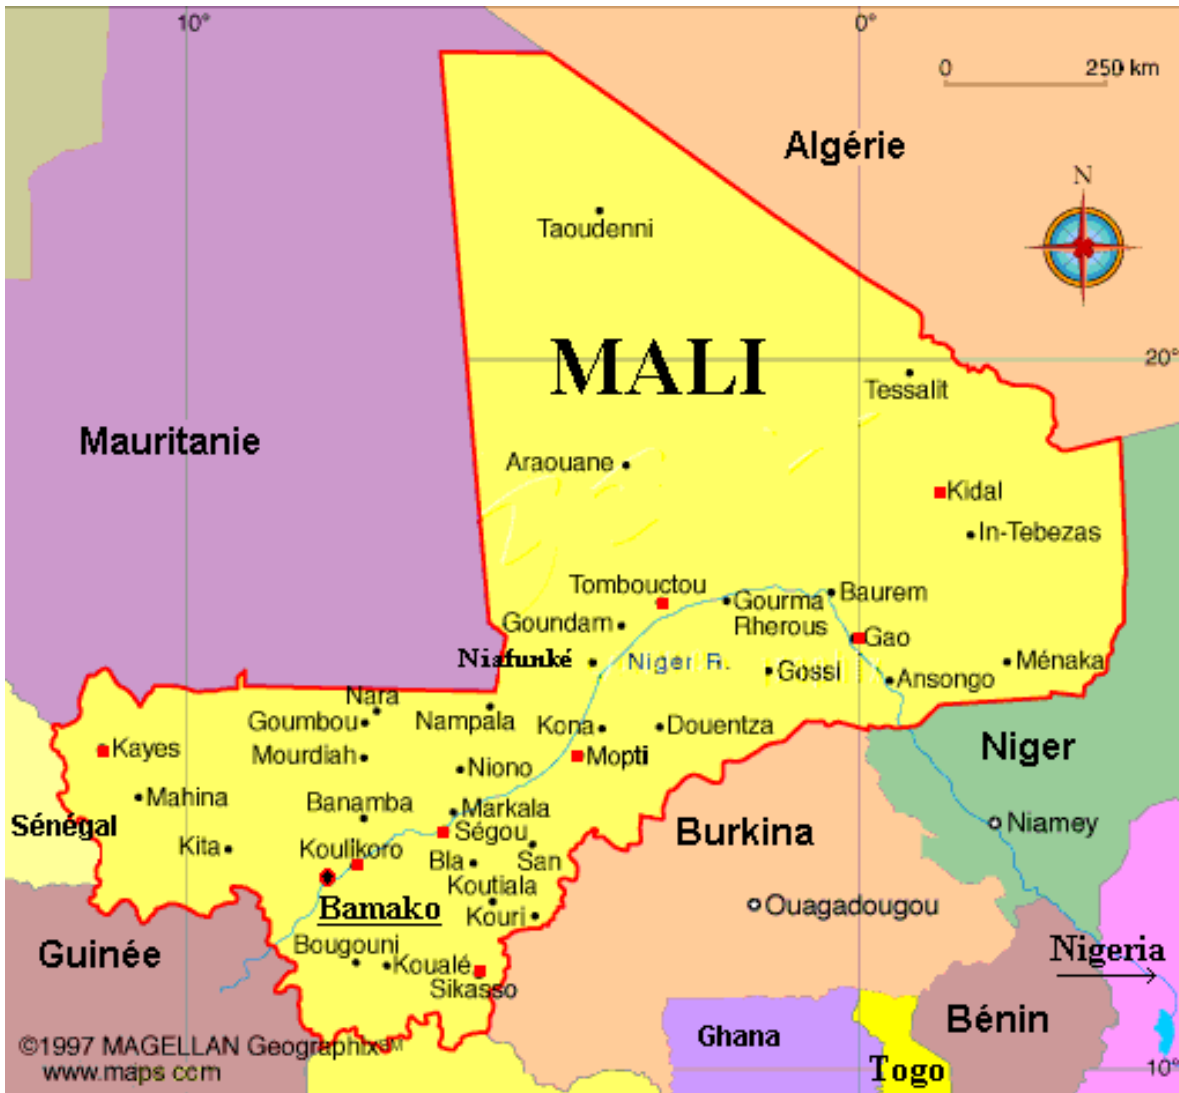 10°
0°
0 250 km
Algérie
N
Taoudenni
MALI
20°
Tessalit
Mauritanie
Araouane
Kidal
In-Tebezas
Tombouctou
Baurem
Gourma
Rherous
Goundam
Gao
Niafunké
Niger R.
Gossi
Ménaka
Ansongo
Nara
Goumbou
Nampala
Kona
Douentza
Kayes
Mourdiah
Niono
Mopti
Niger
Mahina
Banamba
Markala
Sénégal
Ségou
Burkina
Niamey
Kita
Koulikoro
Bla
San
Koutiala
Bamako
Kouri
Ouagadougou
Guinée
Bougouni
Koualé
Sikasso
Nigeria
Bénin
Ghana
©1997 MAGELLAN Geographix℠
www.maps com
Togo
10°